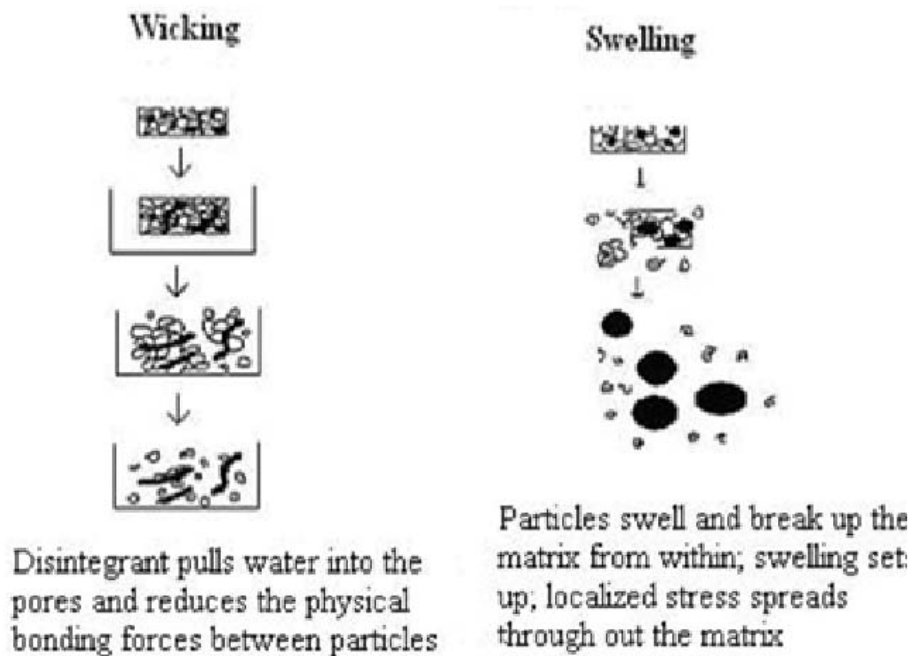 Wicking
Disintegrant pulls water into the
pores and reduces the physical
bonding forces between particles
Swelling
Particles swell and break up the
matrix from within; swelling sets
up; localized stress spreads
through out the matrix